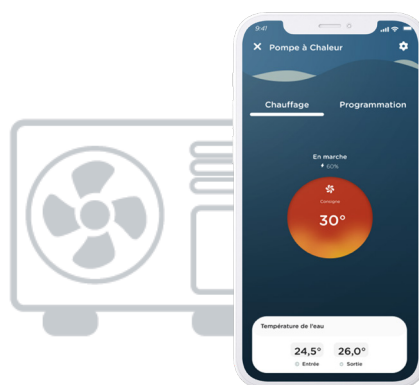 9:41
Pompe à Chaleur
Chauffage Programmation
En marche
60%
Consigne
30°
Température de l'eau
24,5° 26,0°
Entrée Sortie